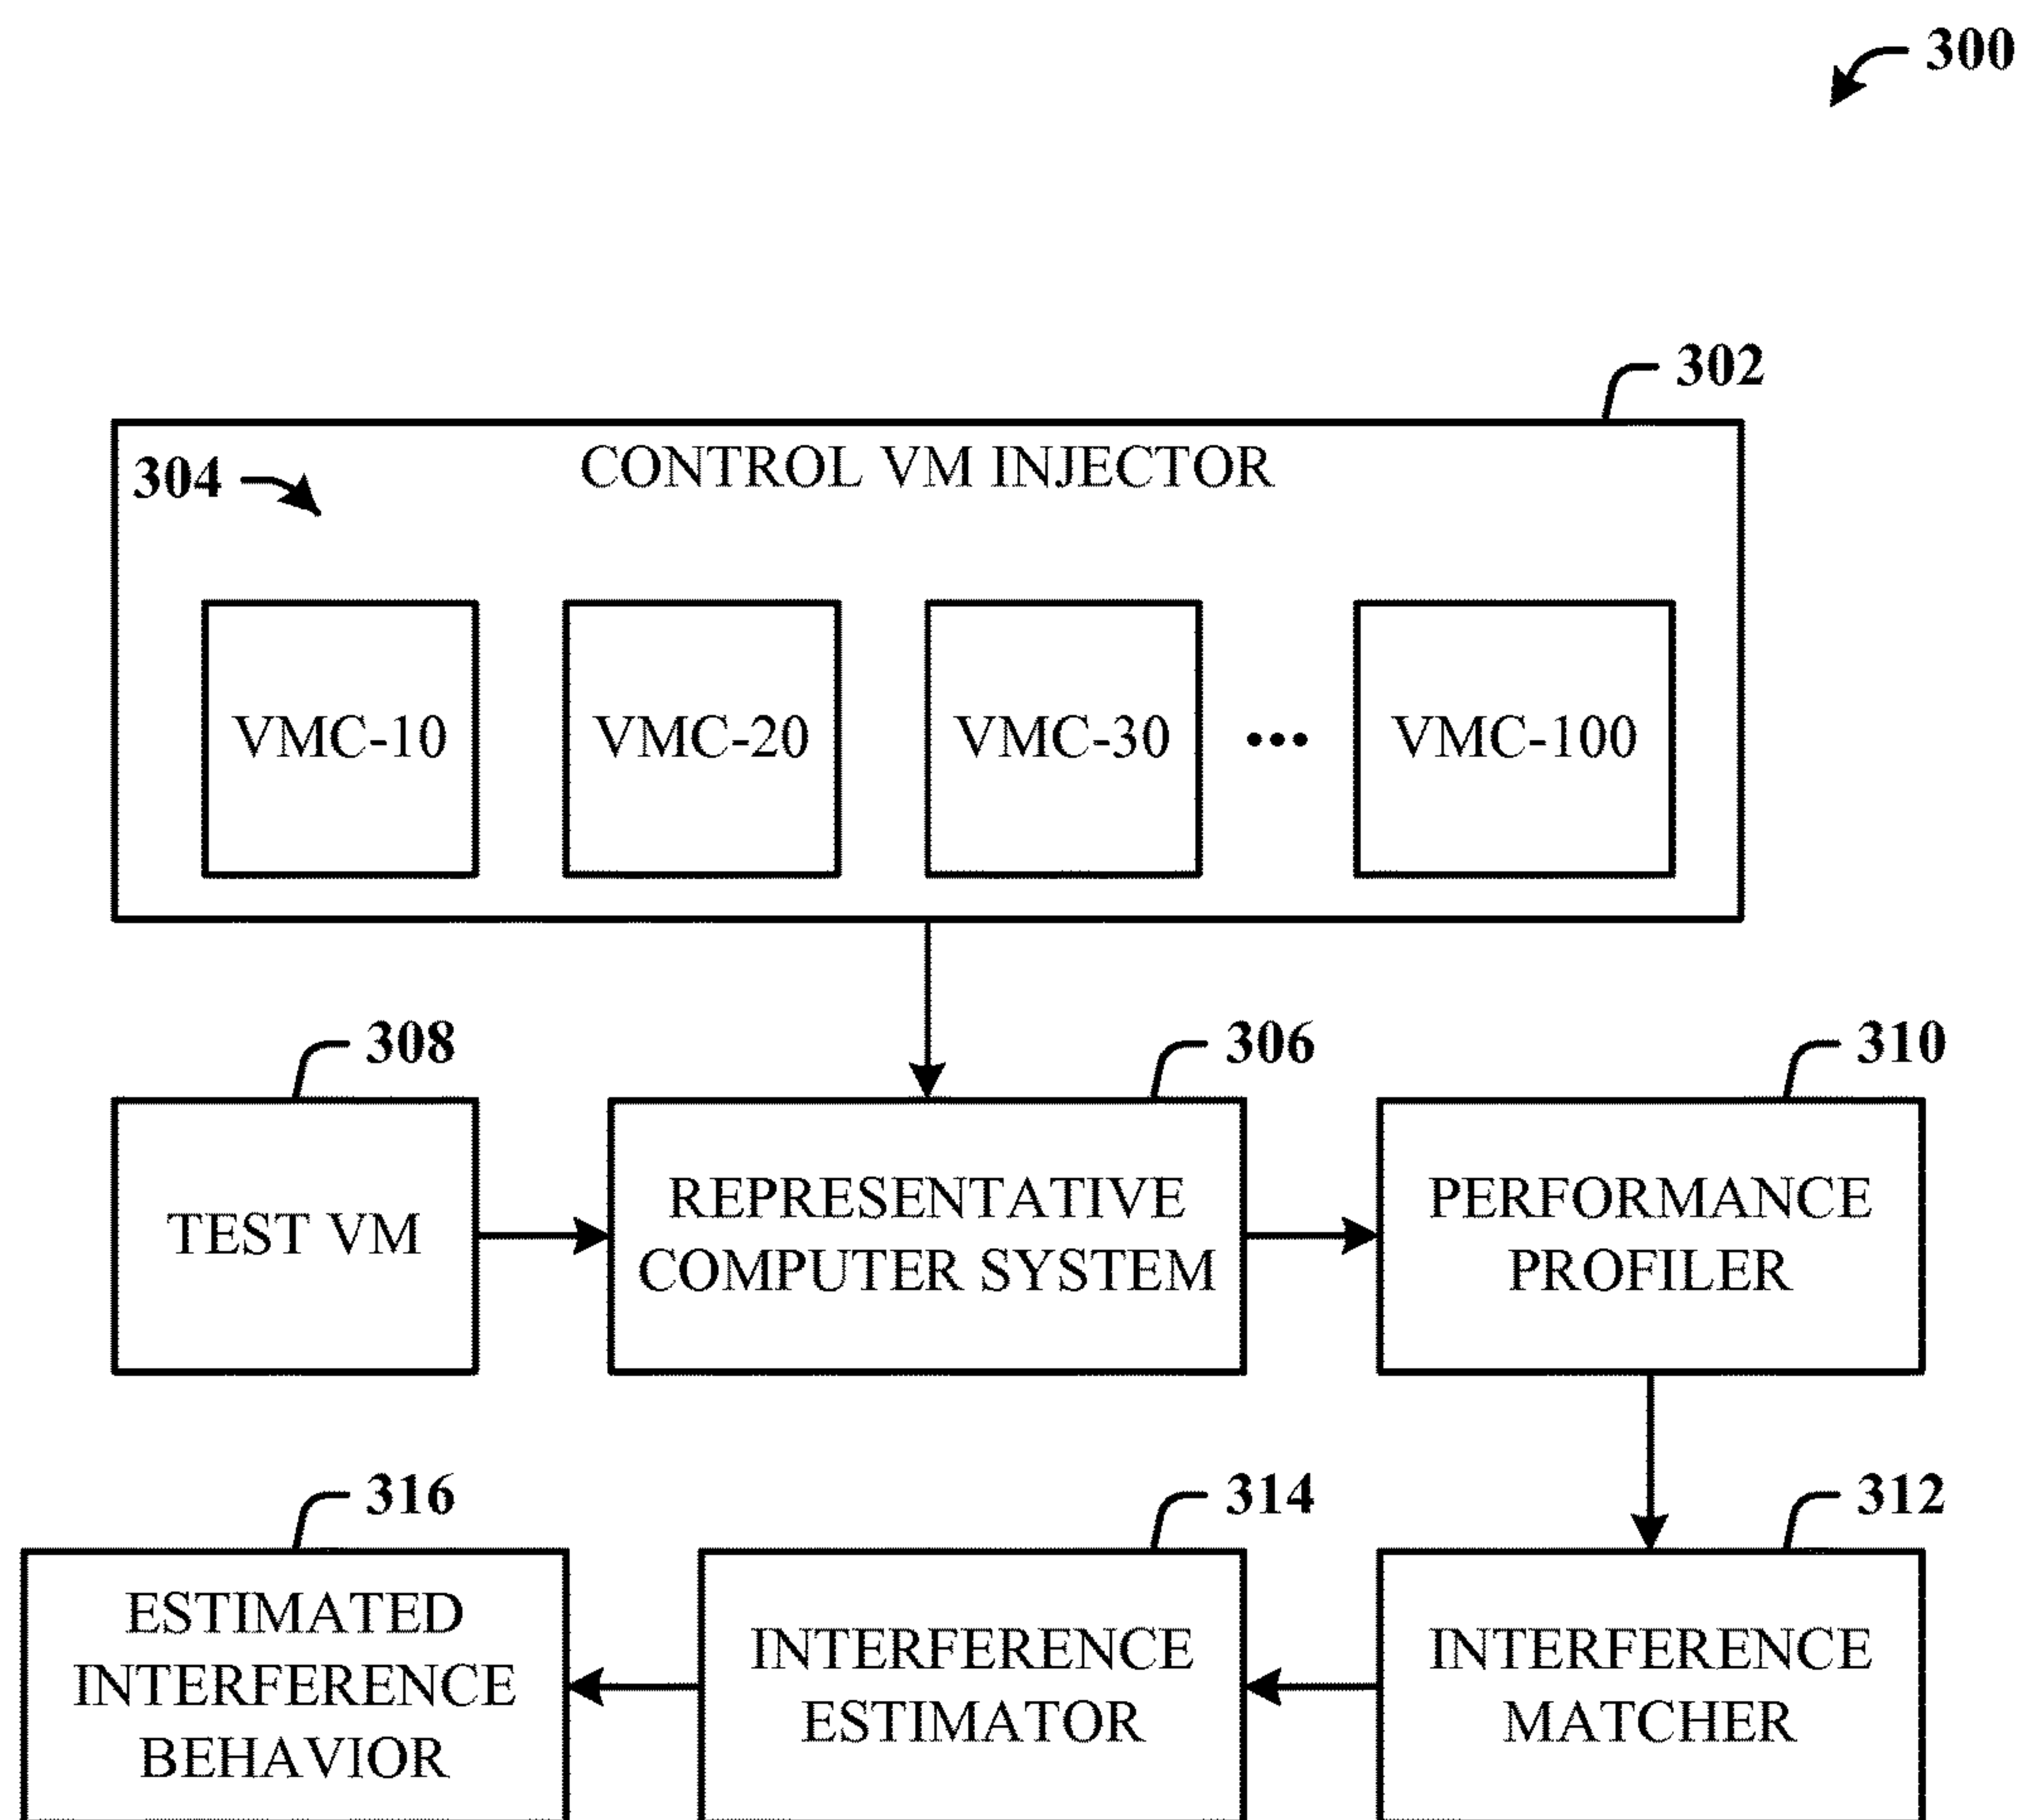 300
302
304
CONTROL VM INJECTOR
VMC-10
VMC-20
VMC-30
•••
VMC-100
308
306
310
TEST VM
REPRESENTATIVE
COMPUTER SYSTEM
PERFORMANCE
PROFILER
316
314
312
ESTIMATED
INTERFERENCE
BEHAVIOR
INTERFERENCE
ESTIMATOR
INTERFERENCE
MATCHER